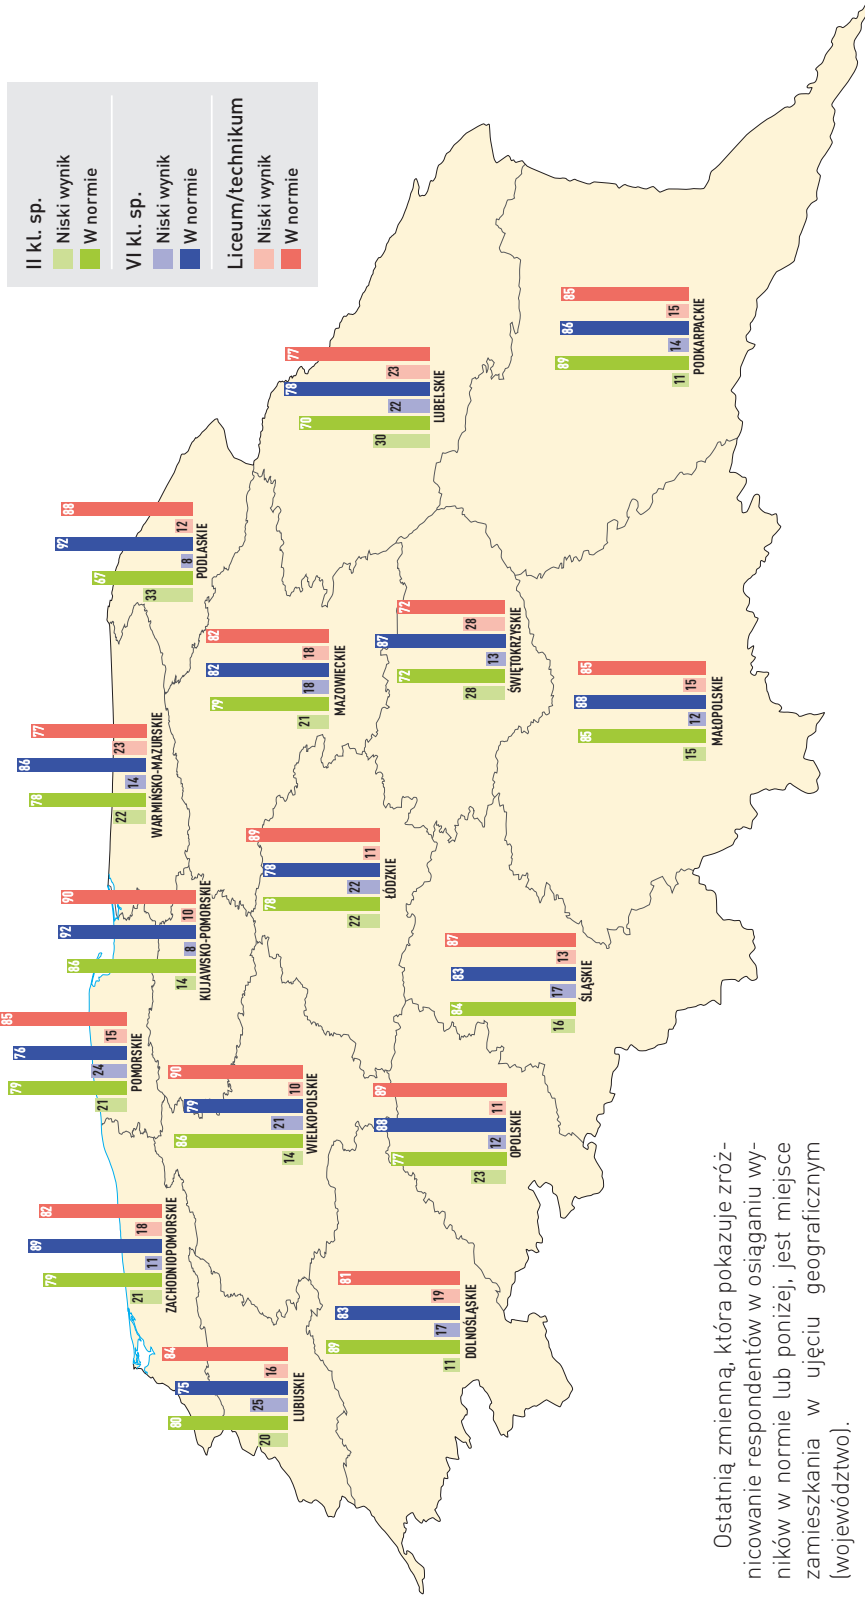 II kl. sp.
Niski wynik
W normie
VI kl. sp.
Niski wynik
W normie
Liceum/technikum
Niski wynik
W normie
21 79 11 89 18 82
ZACHODNIOPOMORSKIE
21 79 24 76 15 85
POMORSKIE
14 86 8 92 10 90
KUJAWSKO-POMORSKIE
22 78 14 86 23 77
WARMIŃSKO-MAZURSKIE
33 67 8 92 12 88
PODLASKIE
20 80 25 75 16 84
LUBUSKIE
14 86 21 79 10 90
WIELKOPOLSKIE
22 78 22 78 11 89
ŁÓDZKIE
21 79 18 82 18 82
MAZOWIECKIE
30 70 22 78 23 77
LUBELSKIE
11 89 17 83 19 81
DOLNOŚLĄSKIE
23 77 12 88 11 89
OPOLSKIE
16 84 17 83 13 87
ŚLĄSKIE
28 72 13 87 28 72
ŚWIĘTOKRZYSKIE
15 85 12 88 15 85
MAŁOPOLSKIE
11 89 14 86 15 85
PODKARPACKIE
Ostatnią zmienną, która pokazuje zróż-
nicowanie respondentów w osiąganiu wy-
ników w normie lub poniżej, jest miejsce
zamieszkania w ujęciu geograficznym
(województwo).